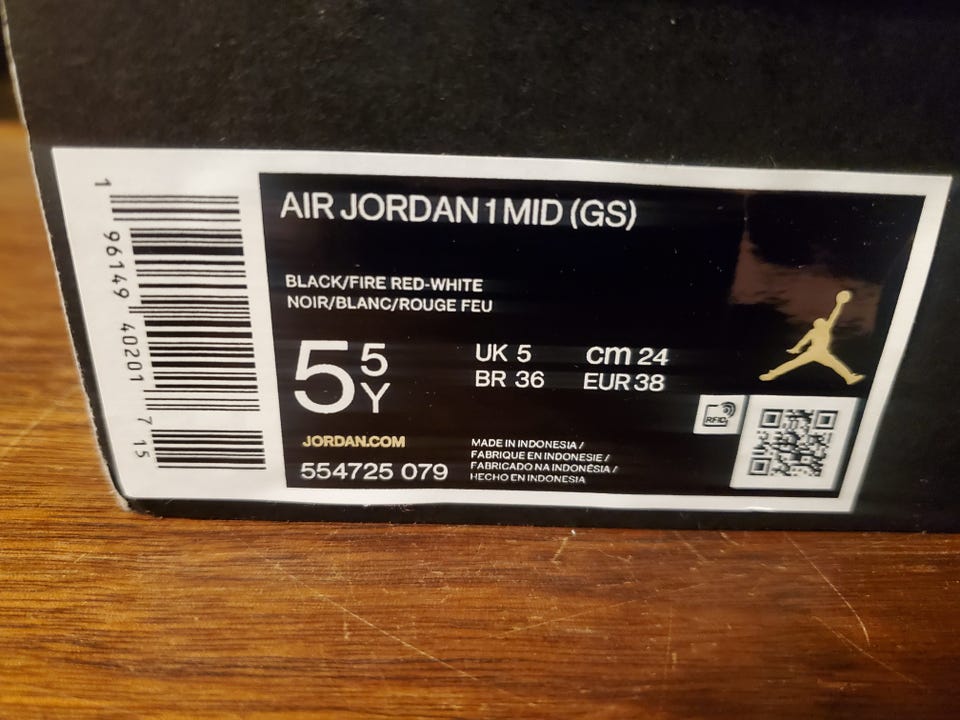 AIR JORDAN 1 MID (GS)
BLACK/FIRE RED-WHITE
NOIR/BLANC/ROUGE FEU
5 5 Y
UK 5 cm 24
BR 36 EUR 38
RFID
JORDAN.COM
554725 079
MADE IN INDONESIA /
FABRIQUE EN INDONESIE /
FABRICADO NA INDONÉSIA /
HECHO EN INDONESIA
1 96149 40201 7 15